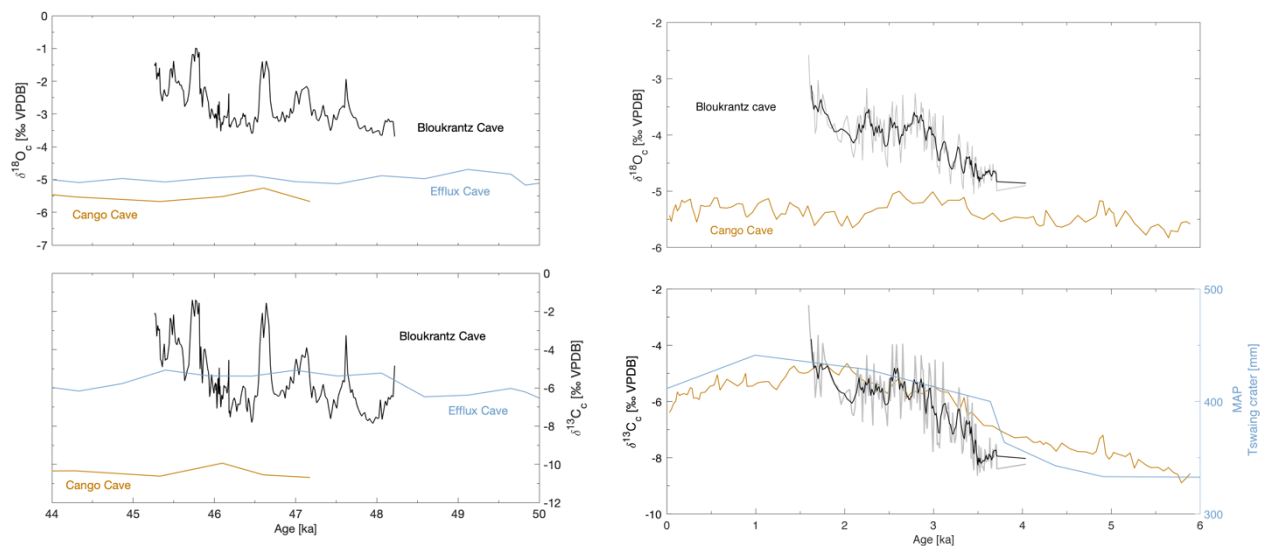 0
-1
-2
-3
-4
-5
-6
-7
δ18Oc [‰ VPDB]
Bloukrantz Cave
Efflux Cave
Cango Cave
0
-2
-4
-6
-8
-10
-12
δ13Cc [‰ VPDB]
Bloukrantz Cave
Efflux Cave
Cango Cave
44 45 46 47 48 49 50
Age [ka]
-2
-3
-4
-5
-6
δ18Oc [‰ VPDB]
Bloukrantz cave
Cango Cave
-2
-4
-6
-8
-10
δ13Cc [‰ VPDB]
500
400
300
MAP
Tswaing crater [mm]
0 1 2 3 4 5 6
Age [ka]